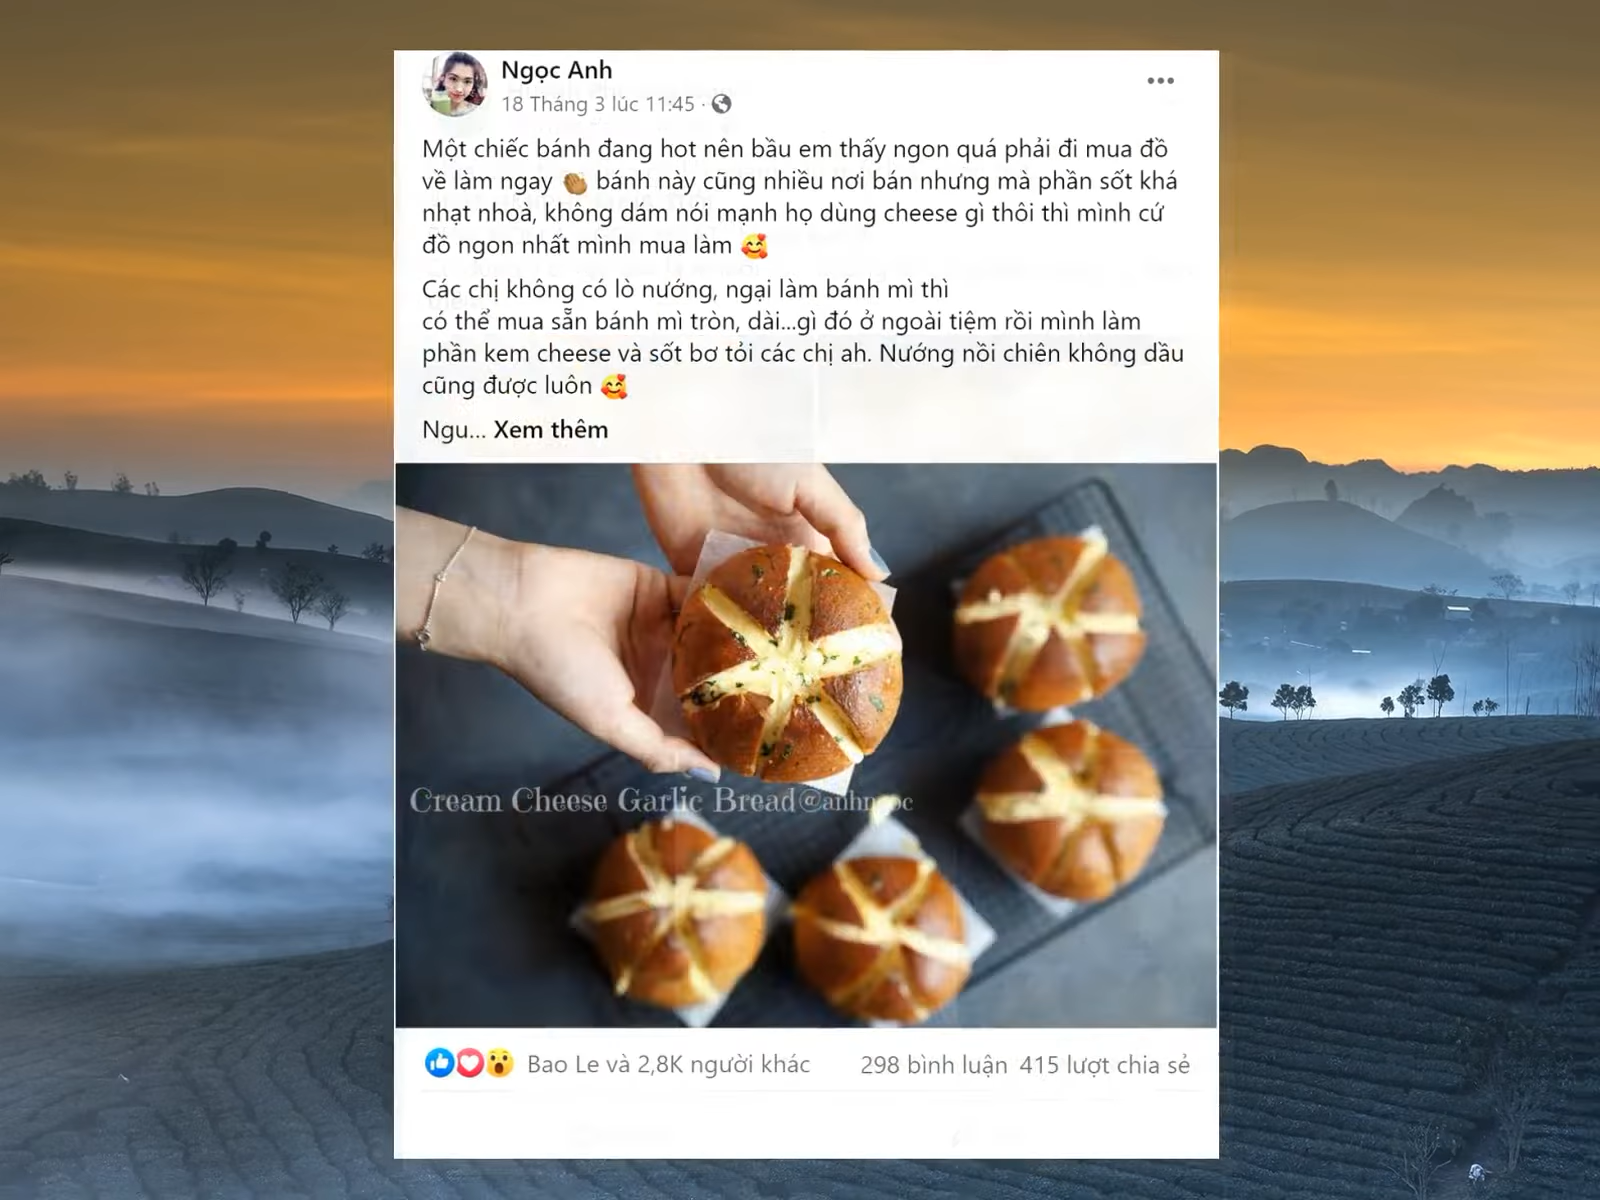 Ngọc Anh
18 Tháng 3 lúc 11:45 ·
Một chiếc bánh đang hot nên bầu em thấy ngon quá phải đi mua đồ
về làm ngay 👏🏽 bánh này cũng nhiều nơi bán nhưng mà phần sốt khá
nhạt nhoà, không dám nói mạnh họ dùng cheese gì thôi thì mình cứ
đồ ngon nhất mình mua làm 🥰
Các chị không có lò nướng, ngại làm bánh mì thì
có thể mua sẵn bánh mì tròn, dài...gì đó ở ngoài tiệm rồi mình làm
phần kem cheese và sốt bơ tỏi các chị ah. Nướng nồi chiên không dầu
cũng được luôn 🥰
Ngu... Xem thêm
Cream Cheese Garlic Bread@anhngoc
Bao Le và 2,8K người khác 298 bình luận 415 lượt chia sẻ